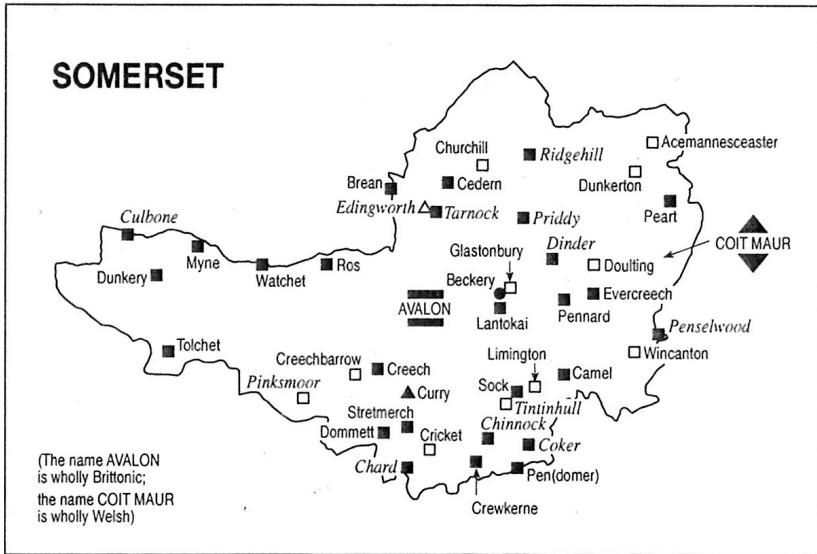 SOMERSET
Acemannesceaster
Churchill
Ridgehill
Dunkerton
Brean
Cedern
Edingworth
Tarnock
Priddy
Peart
Culbone
Myne
Dinder
COIT MAUR
Glastonbury
Doulting
Dunkery
Watchet
Ros
Beckery
Evercreech
AVALON
Lantokai
Pennard
Penselwood
Tolchet
Limington
Wincanton
Creechbarrow
Creech
Camel
Pinksmoor
Sock
Curry
Tintinhull
Stretmerch
Chinnock
Dommett
Cricket
Coker
Chard
Pen(domer)
Crewkerne
(The name AVALON
is wholly Brittonic;
the name COIT MAUR
is wholly Welsh)